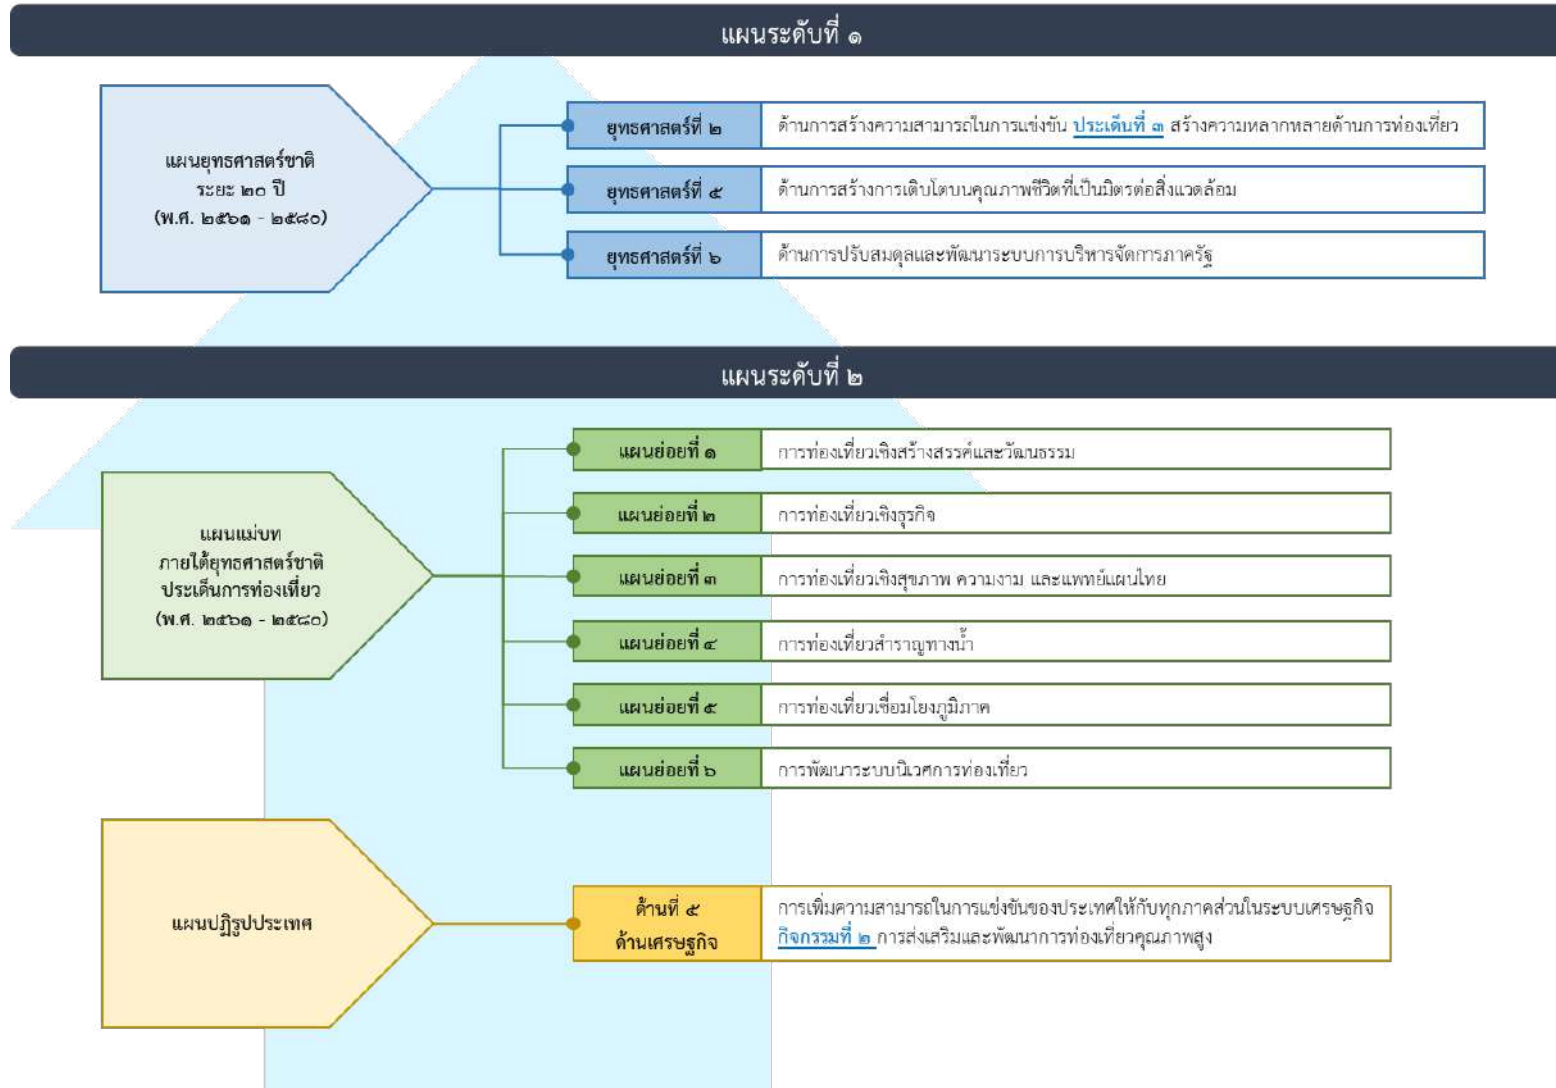 แผนระดับที่ ๑
แผนยุทธศาสตร์ชาติ
ระยะ ๒๐ ปี
(พ.ศ. ๒๕๖๑ - ๒๕๘๐)
ยุทธศาสตร์ที่ ๒
ด้านการสร้างความสามารถในการแข่งขัน ประเด็นที่ ๓ สร้างความหลากหลายด้านการท่องเที่ยว
ยุทธศาสตร์ที่ ๕
ด้านการสร้างการเติบโตบนคุณภาพชีวิตที่เป็นมิตรต่อสิ่งแวดล้อม
ยุทธศาสตร์ที่ ๖
ด้านการปรับสมดุลและพัฒนาระบบการบริหารจัดการภาครัฐ
แผนระดับที่ ๒
แผนแม่บท
ภายใต้ยุทธศาสตร์ชาติ
ประเด็นการท่องเที่ยว
(พ.ศ. ๒๕๖๑ - ๒๕๘๐)
แผนย่อยที่ ๑
การท่องเที่ยวเชิงสร้างสรรค์และวัฒนธรรม
แผนย่อยที่ ๒
การท่องเที่ยวเชิงธุรกิจ
แผนย่อยที่ ๓
การท่องเที่ยวเชิงสุขภาพ ความงาม และแพทย์แผนไทย
แผนย่อยที่ ๔
การท่องเที่ยวสำราญทางน้ำ
แผนย่อยที่ ๕
การท่องเที่ยวเชื่อมโยงภูมิภาค
แผนย่อยที่ ๖
การพัฒนาระบบนิเวศการท่องเที่ยว
แผนปฏิรูปประเทศ
ด้านที่ ๕
ด้านเศรษฐกิจ
การเพิ่มความสามารถในการแข่งขันของประเทศให้กับทุกภาคส่วนในระบบเศรษฐกิจ
กิจกรรมที่ ๒ การส่งเสริมและพัฒนาการท่องเที่ยวคุณภาพสูง